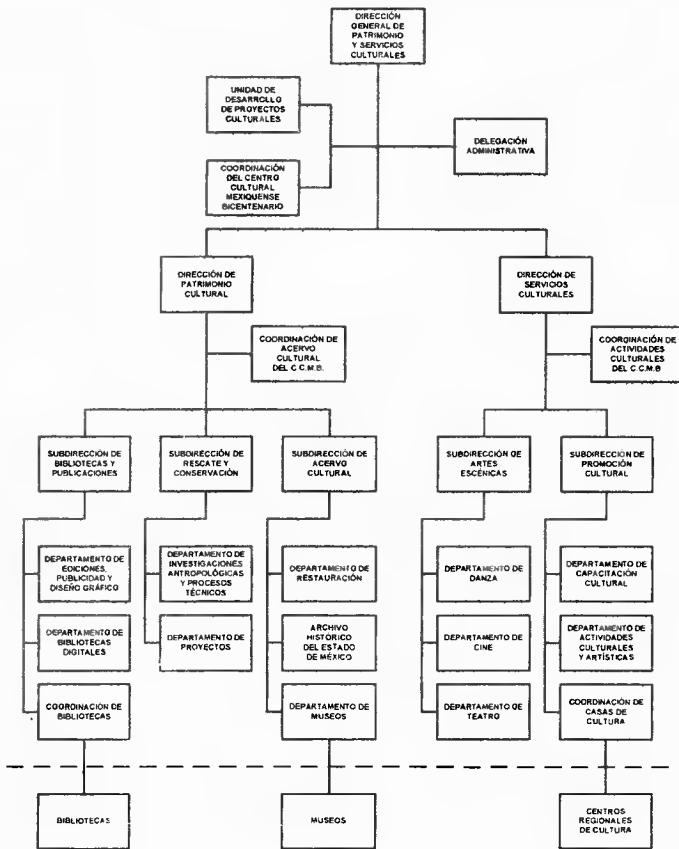 DIRECCIÓN
GENERAL DE
PATRIMONIO
Y SERVICIOS
CULTURALES
UNIDAD DE
DESARROLLO
DE PROYECTOS
CULTURALES
DELEGACIÓN
ADMINISTRATIVA
COORDINACIÓN
DEL CENTRO
CULTURAL
MEXIQUENSE
BICENTENARIO
DIRECCIÓN DE
PATRIMONIO
CULTURAL
DIRECCIÓN DE
SERVICIOS
CULTURALES
COORDINACIÓN DE
ACERVO
CULTURAL
DEL C.C.M.B.
COORDINACIÓN DE
ACTIVIDADES
CULTURALES
DEL C.C.M.B
SUBDIRECCIÓN DE
BIBLIOTECAS Y
PUBLICACIONES
SUBDIRECCIÓN DE
RESCATE Y
CONSERVACIÓN
SUBDIRECCIÓN DE
ACERVO
CULTURAL
SUBDIRECCIÓN DE
ARTES
ESCÉNICAS
SUBDIRECCIÓN DE
PROMOCIÓN
CULTURAL
DEPARTAMENTO DE
EDICIONES,
PUBLICIDAD Y
DISEÑO GRÁFICO
DEPARTAMENTO DE
INVESTIGACIONES
ANTROPOLÓGICAS
Y PROCESOS
TÉCNICOS
DEPARTAMENTO DE
RESTAURACIÓN
DEPARTAMENTO DE
DANZA
DEPARTAMENTO DE
CAPACITACIÓN
CULTURAL
DEPARTAMENTO DE
BIBLIOTECAS
DIGITALES
DEPARTAMENTO DE
PROYECTOS
ARCHIVO
HISTÓRICO
DEL ESTADO
DE MÉXICO
DEPARTAMENTO DE
CINE
DEPARTAMENTO DE
ACTIVIDADES
CULTURALES
Y ARTÍSTICAS
COORDINACIÓN DE
BIBLIOTECAS
DEPARTAMENTO DE
MUSEOS
DEPARTAMENTO DE
TEATRO
COORDINACIÓN DE
CASAS DE
CULTURA
BIBLIOTECAS
MUSEOS
CENTROS
REGIONALES
DE CULTURA